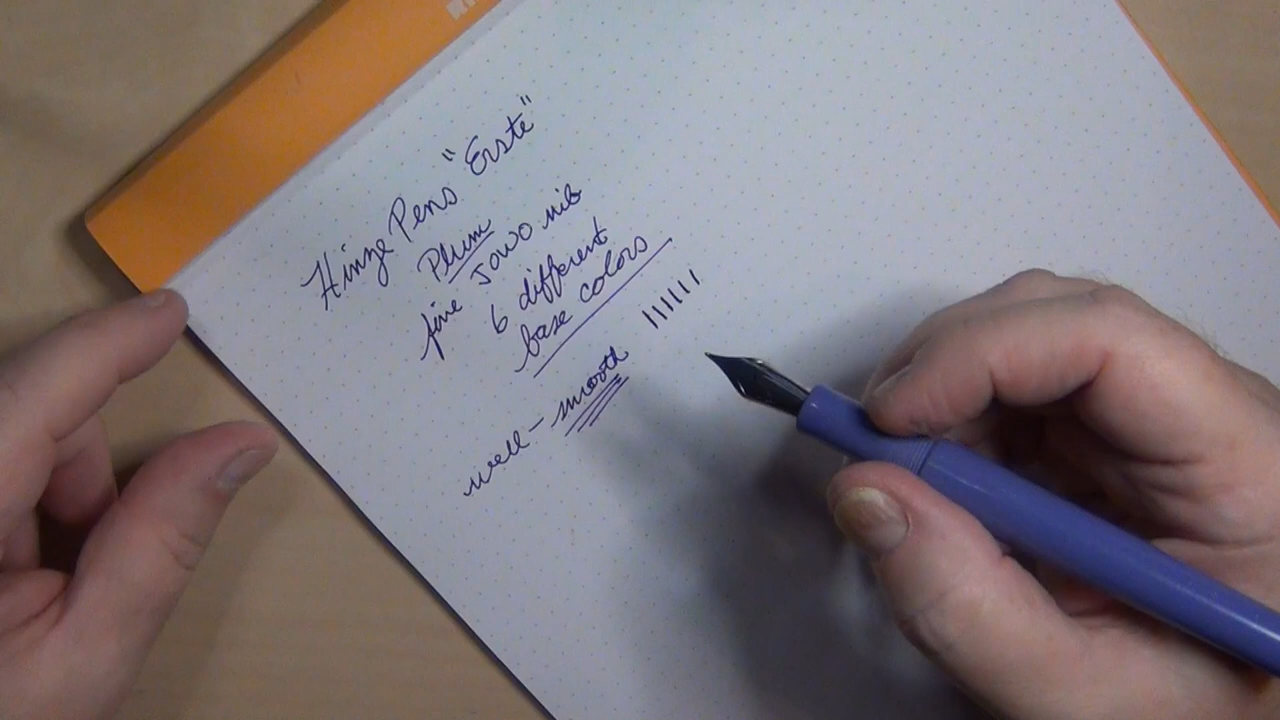 Hinze Pens "Erste"
Plum
fine JOWO nib
6 different
base colors
well - smooth